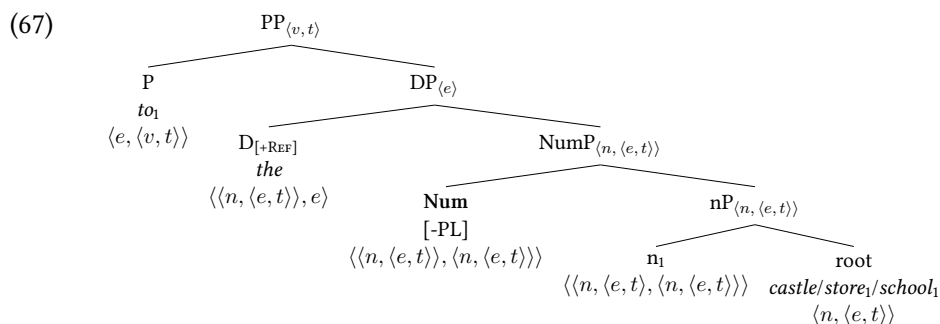 (67)
PP⟨v, t⟩
P
DP⟨e⟩
to₁
⟨e, ⟨v, t⟩⟩
D[+REF]
NumP⟨n, ⟨e, t⟩⟩
the
⟨⟨n, ⟨e, t⟩⟩, e⟩
Num
nP⟨n, ⟨e, t⟩⟩
[-PL]
⟨⟨n, ⟨e, t⟩⟩, ⟨n, ⟨e, t⟩⟩⟩
n₁ root
⟨⟨n, ⟨e, t⟩, ⟨n, ⟨e, t⟩⟩⟩ castle/store₁/school₁
⟨n, ⟨e, t⟩⟩